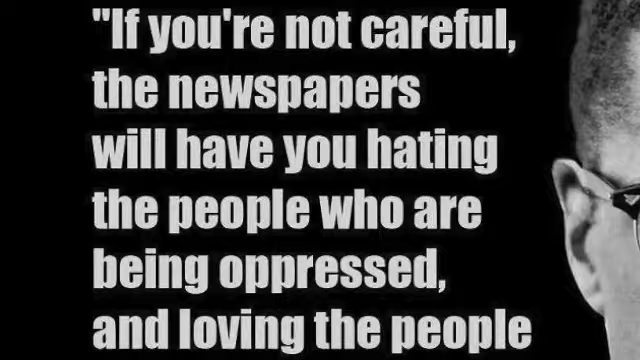 "If you're not careful,
the newspapers
will have you hating
the people who are
being oppressed,
and loving the people